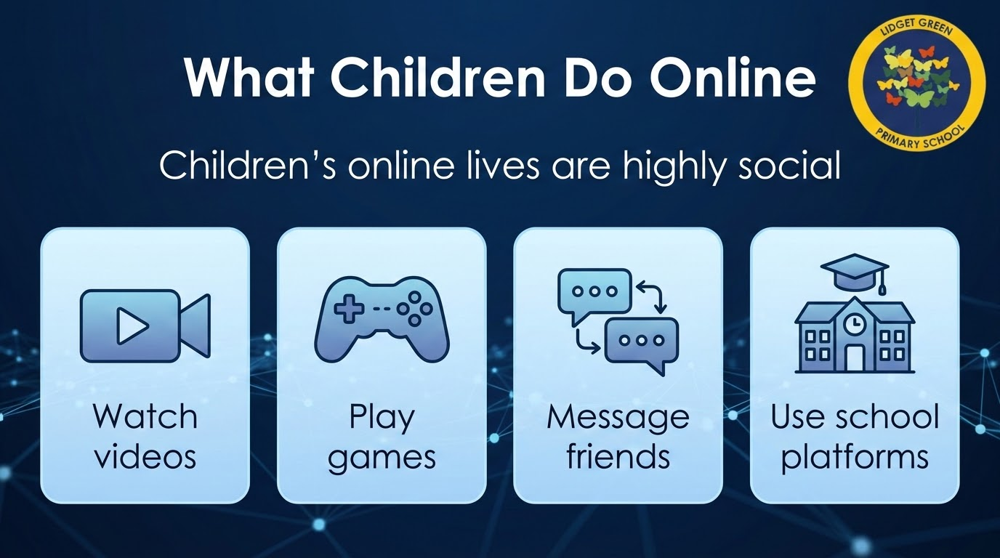 LIDGET GREEN
PRIMARY SCHOOL
What Children Do Online
Children’s online lives are highly social
Watch
videos
Play
games
Message
friends
Use school
platforms